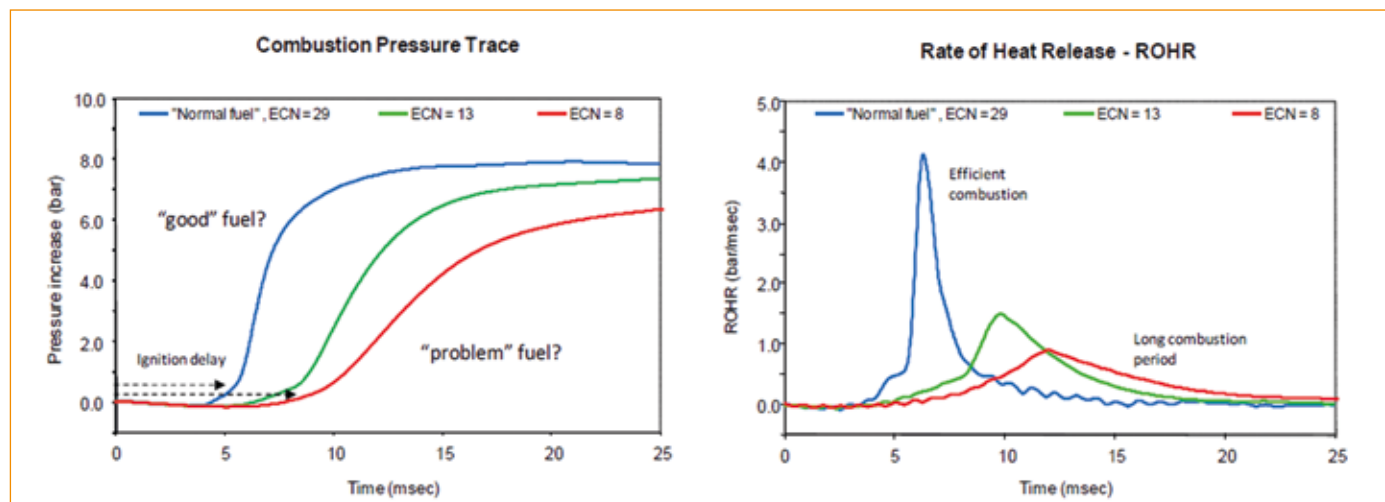 Combustion Pressure Trace
"Normal fuel", ECN = 29 ECN = 13 ECN = 8
10.0
8.0
6.0
4.0
2.0
0.0
Pressure increase (bar)
"good" fuel?
Ignition delay
"problem" fuel?
0 5 10 15 20 25
Time (msec)
Rate of Heat Release - ROHR
"Normal fuel", ECN = 29 ECN = 13 ECN = 8
5.0
4.0
3.0
2.0
1.0
0.0
ROHR (bar/msec)
Efficient
combustion
Long combustion
period
0 5 10 15 20 25
Time (msec)